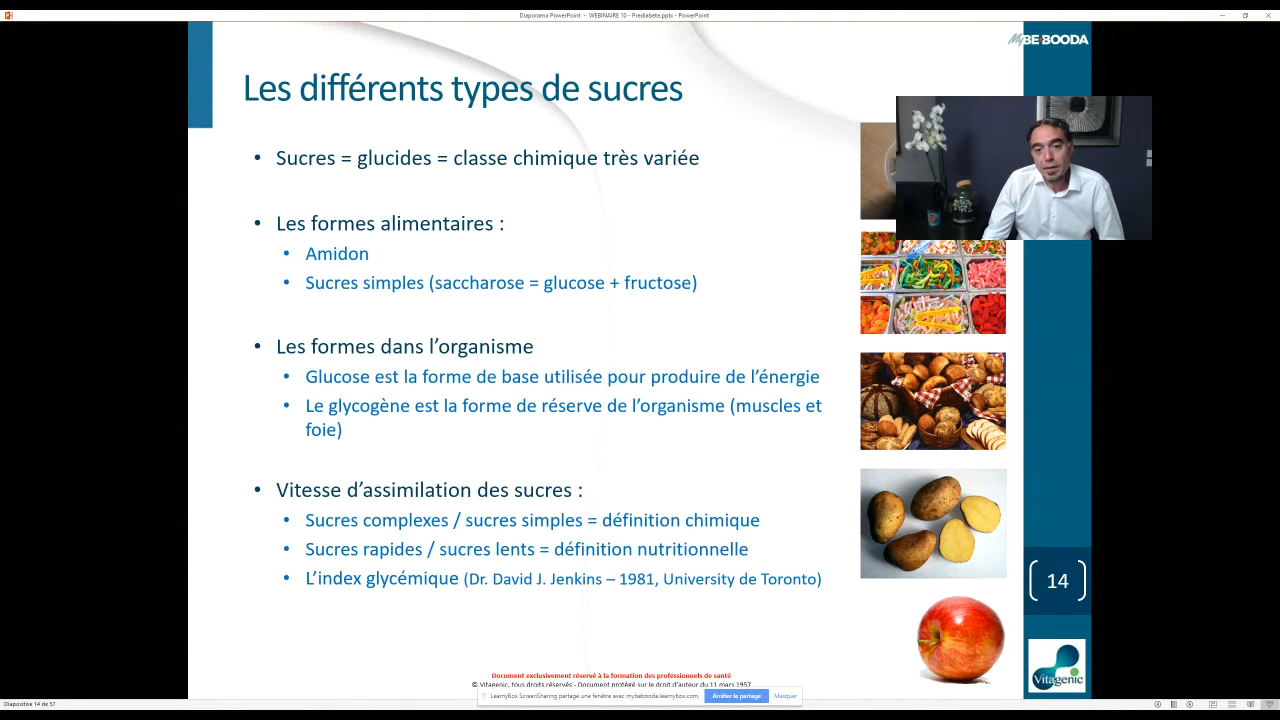 Diaporama PowerPoint - WEBINAIRE 10 - Prediabete.pptx - PowerPoint
MyBE-BOODA
Les différents types de sucres
• Sucres = glucides = classe chimique très variée
• Les formes alimentaires :
• Amidon
• Sucres simples (saccharose = glucose + fructose)
• Les formes dans l’organisme
• Glucose est la forme de base utilisée pour produire de l’énergie
• Le glycogène est la forme de réserve de l’organisme (muscles et
foie)
• Vitesse d’assimilation des sucres :
• Sucres complexes / sucres simples = définition chimique
• Sucres rapides / sucres lents = définition nutritionnelle
• L’index glycémique (Dr. David J. Jenkins – 1981, University de Toronto)
14
Vitagenic
Document exclusivement réservé à la formation des professionnels de santé
© Vitagenic, tous droits réservés - Document protégé sur le droit d’auteur du 11 mars 1957
LearnyBox ScreenSharing partage une fenêtre avec mybebooda.learnybox.com.
Arrêter le partage
Masquer
Diapositive 14 de 57